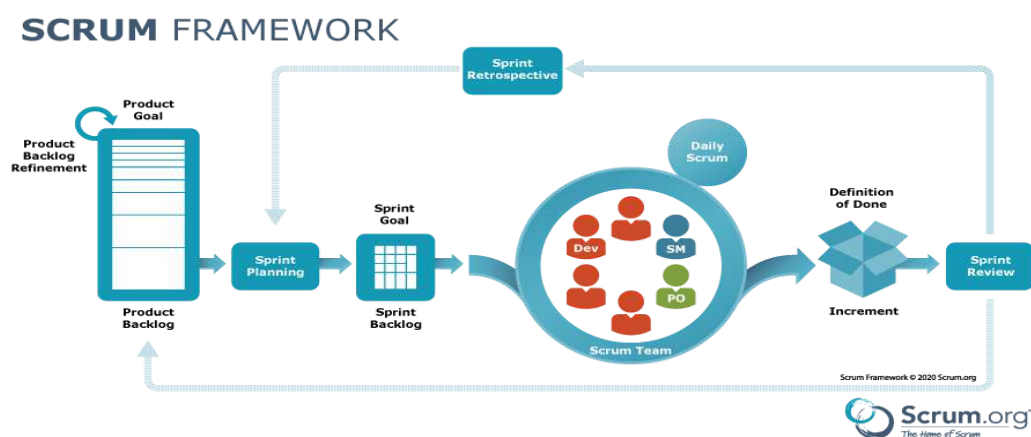 SCRUM FRAMEWORK
Sprint
Retrospective
Product
Goal
Product
Backlog
Refinement
Daily
Scrum
Definition
of Done
Sprint
Goal
Dev
SM
Sprint
Planning
Sprint
Review
PO
Product
Backlog
Sprint
Backlog
Increment
Scrum Team
Scrum Framework © 2020 Scrum.org
Scrum.org
The Home of Scrum